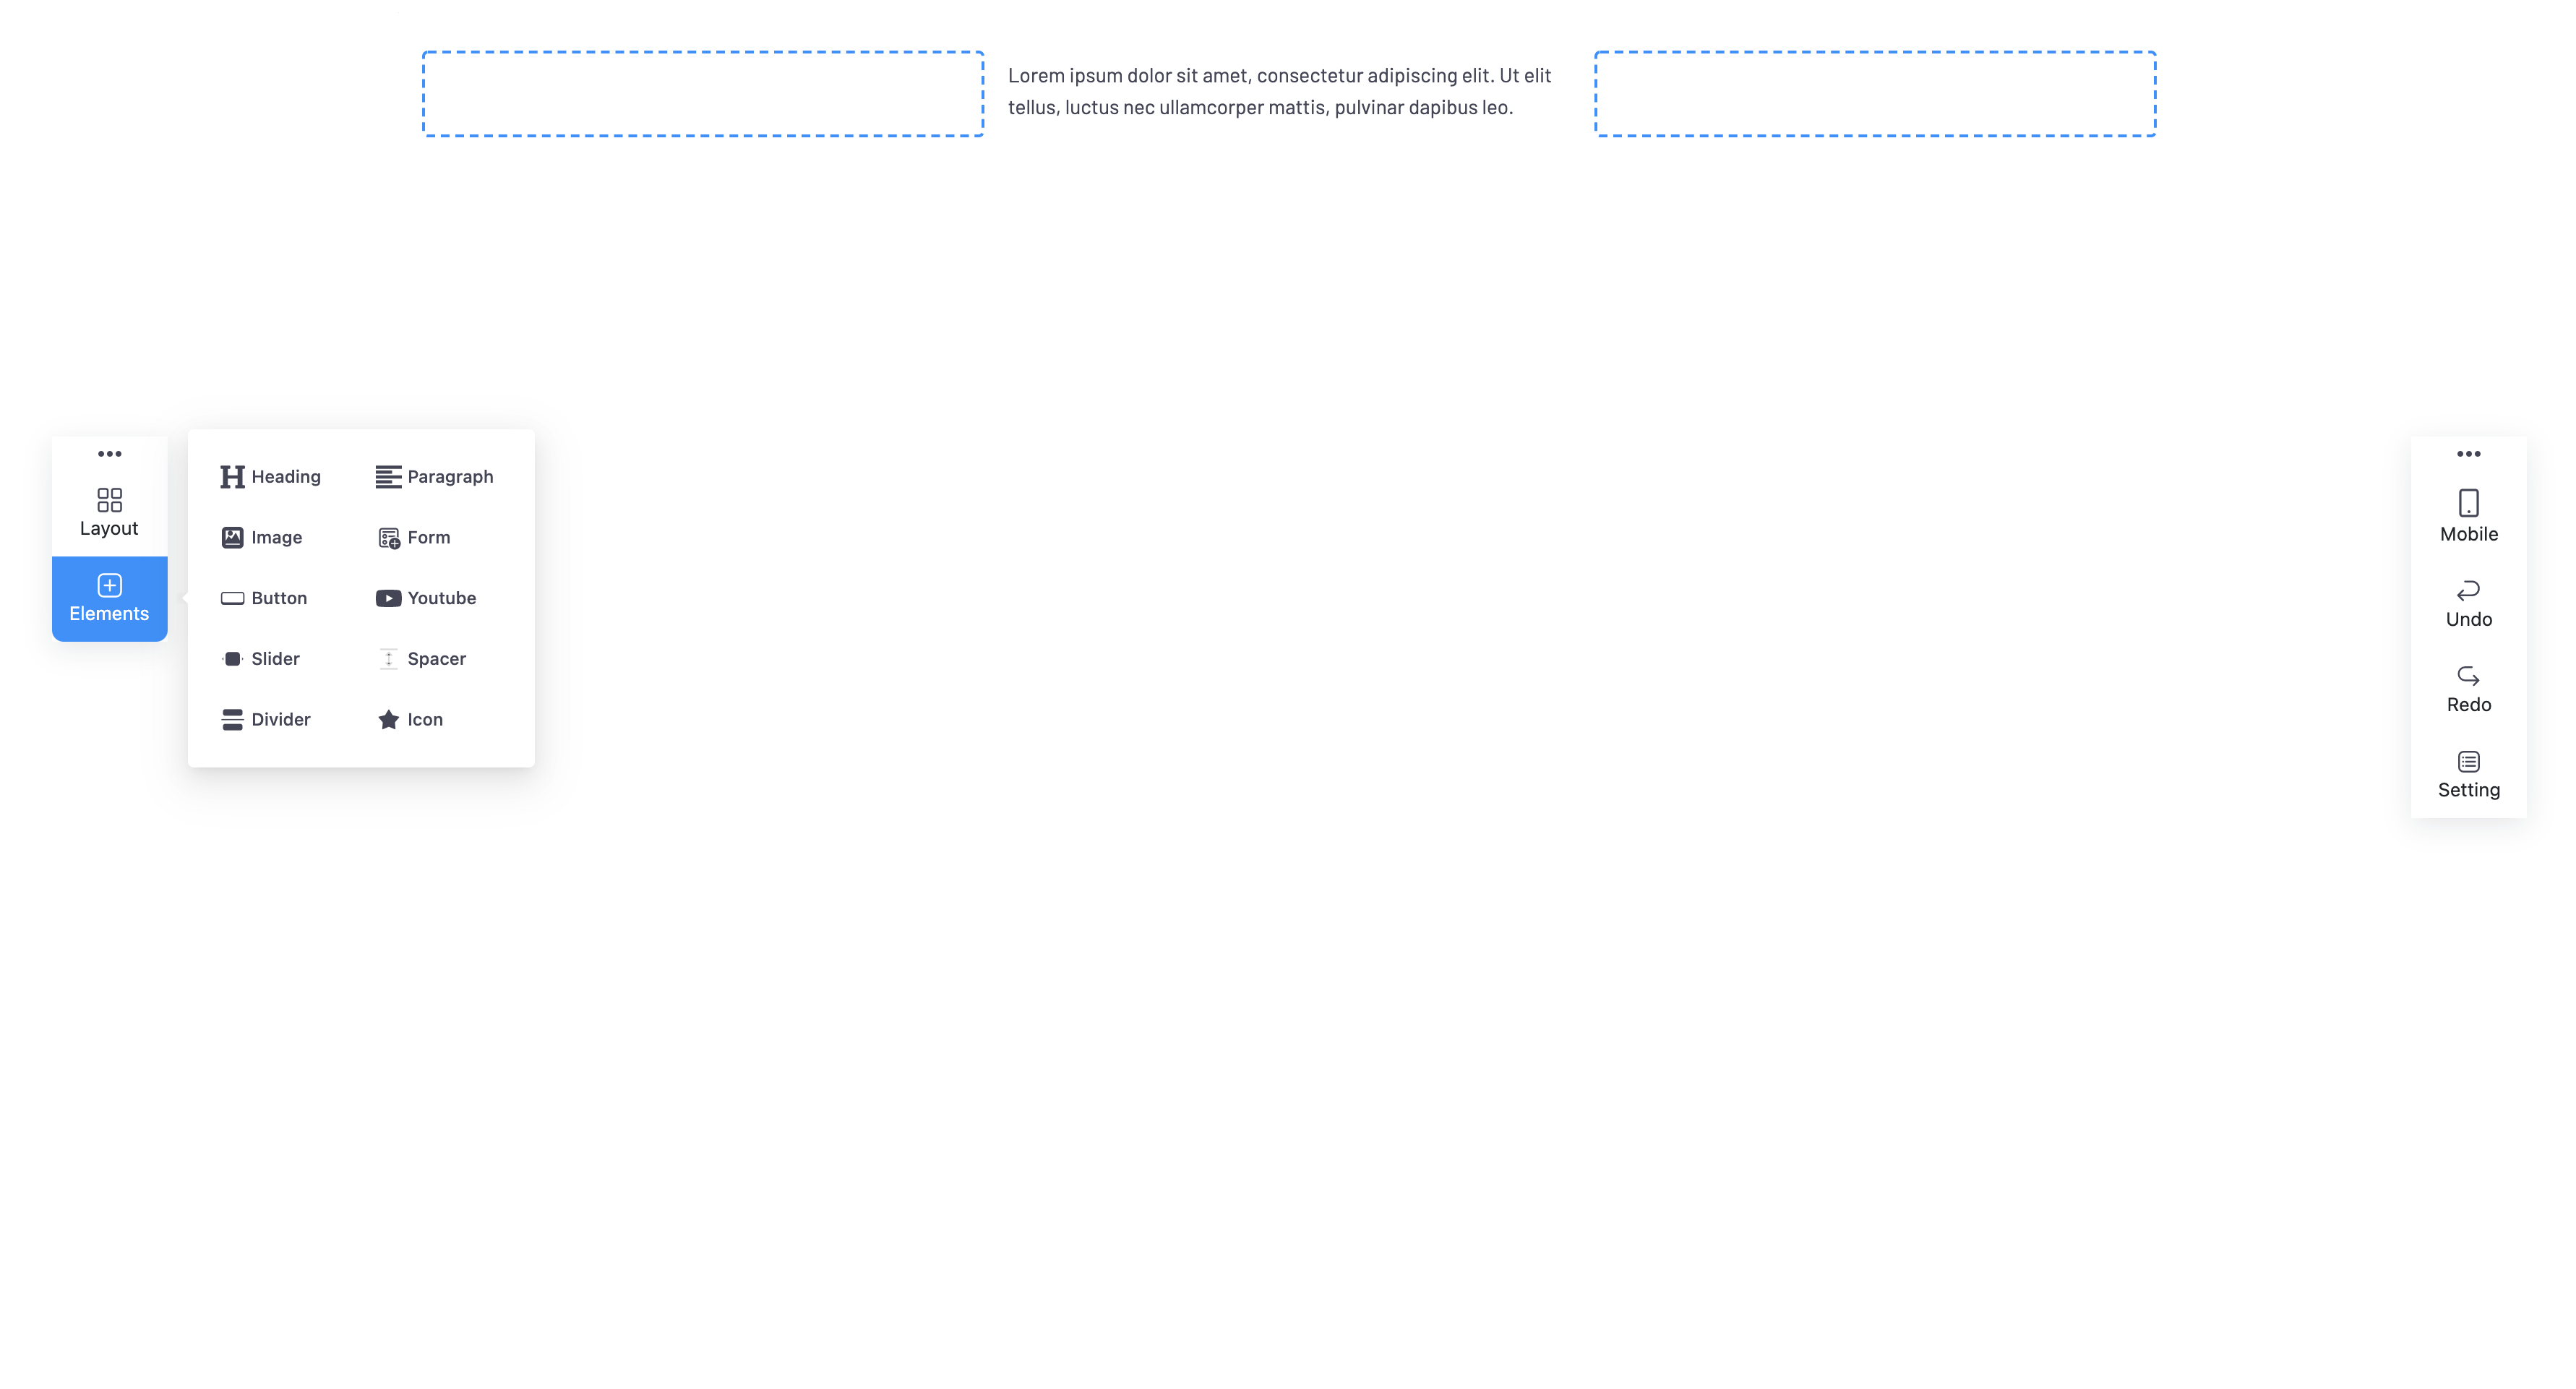 Lorem ipsum dolor sit amet, consectetur adipiscing elit. Ut elit
tellus, luctus nec ullamcorper mattis, pulvinar dapibus leo.
Layout
Elements
Heading
Paragraph
Image
Form
Button
Youtube
Slider
Spacer
Divider
Icon
Mobile
Undo
Redo
Setting